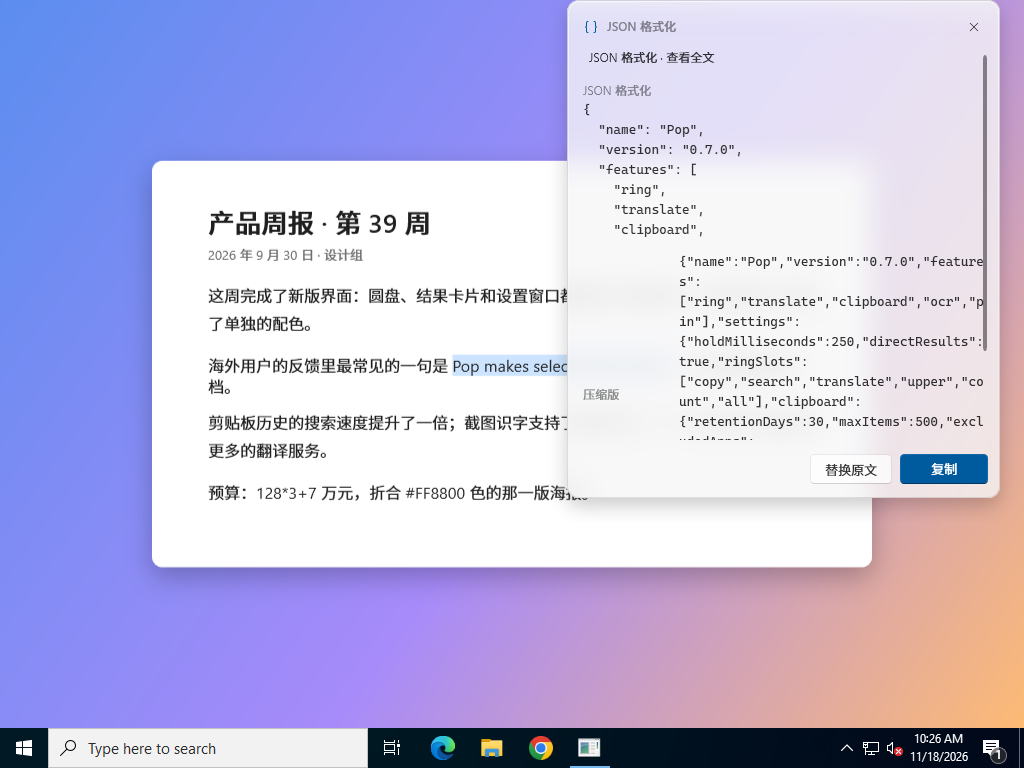 { } JSON 格式化
JSON 格式化 · 查看全文
JSON 格式化
{
  "name": "Pop",
  "version": "0.7.0",
  "features": [
    "ring",
    "translate",
    "clipboard",
压缩版
{"name":"Pop","version":"0.7.0","feature
s":
["ring","translate","clipboard","ocr","p
in"],"settings":
{"holdMilliseconds":250,"directResults":
true,"ringSlots":
["copy","search","translate","upper","co
unt","all"],"clipboard":
{"retentionDays":30,"maxItems":500,"excl
替换原文
复制
产品周报 · 第 39 周
2026 年 9 月 30 日 · 设计组
这周完成了新版界面：圆盘、结果卡片和设置窗口都
了单独的配色。
海外用户的反馈里最常见的一句是 Pop makes selec
档。
剪贴板历史的搜索速度提升了一倍；截图识字支持了
更多的翻译服务。
预算：128*3+7 万元，折合 #FF8800 色的那一版海报。
Type here to search
10:26 AM
11/18/2026
1